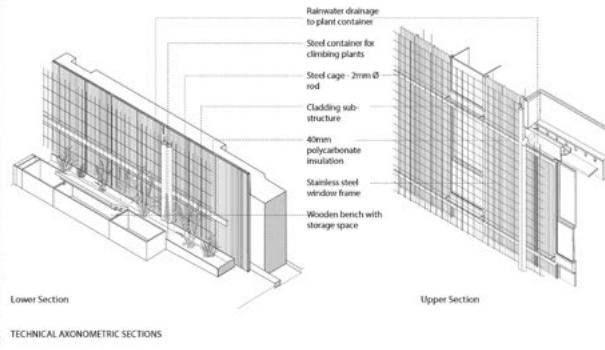 Rainwater drainage
to plant container
Steel container for
climbing plants
Steel cage - 2mm Ø
rod
Cladding sub-
structure
40mm
polycarbonate
insulation
Stainless steel
window frame
Wooden bench with
storage space
Lower Section
Upper Section
TECHNICAL AXONOMETRIC SECTIONS